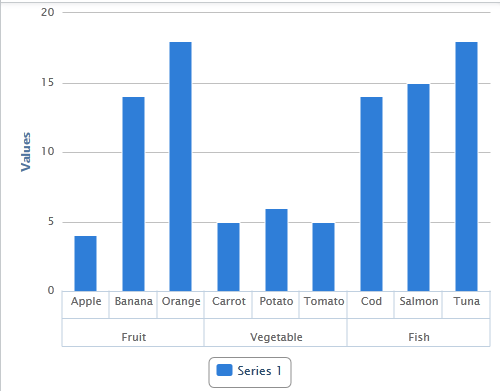 20
15
10
5
0
Values
Apple Banana Orange Carrot Potato Tomato Cod Salmon Tuna
Fruit Vegetable Fish
Series 1